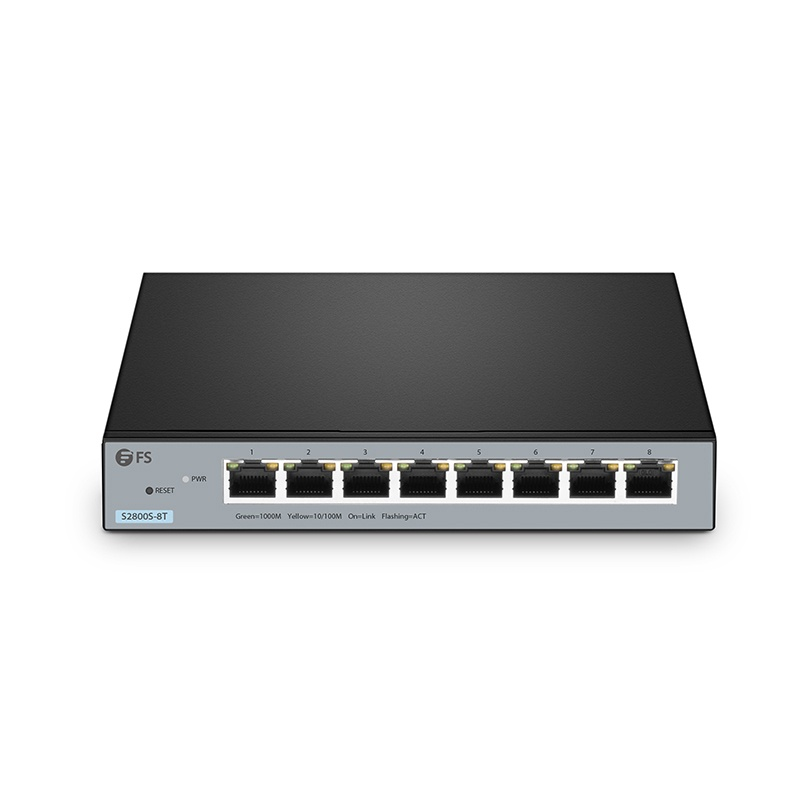 FS
1 2 3 4 5 6 7 8
PWR
RESET
S2800S-8T
Green=1000M Yellow=10/100M On=Link Flashing=ACT